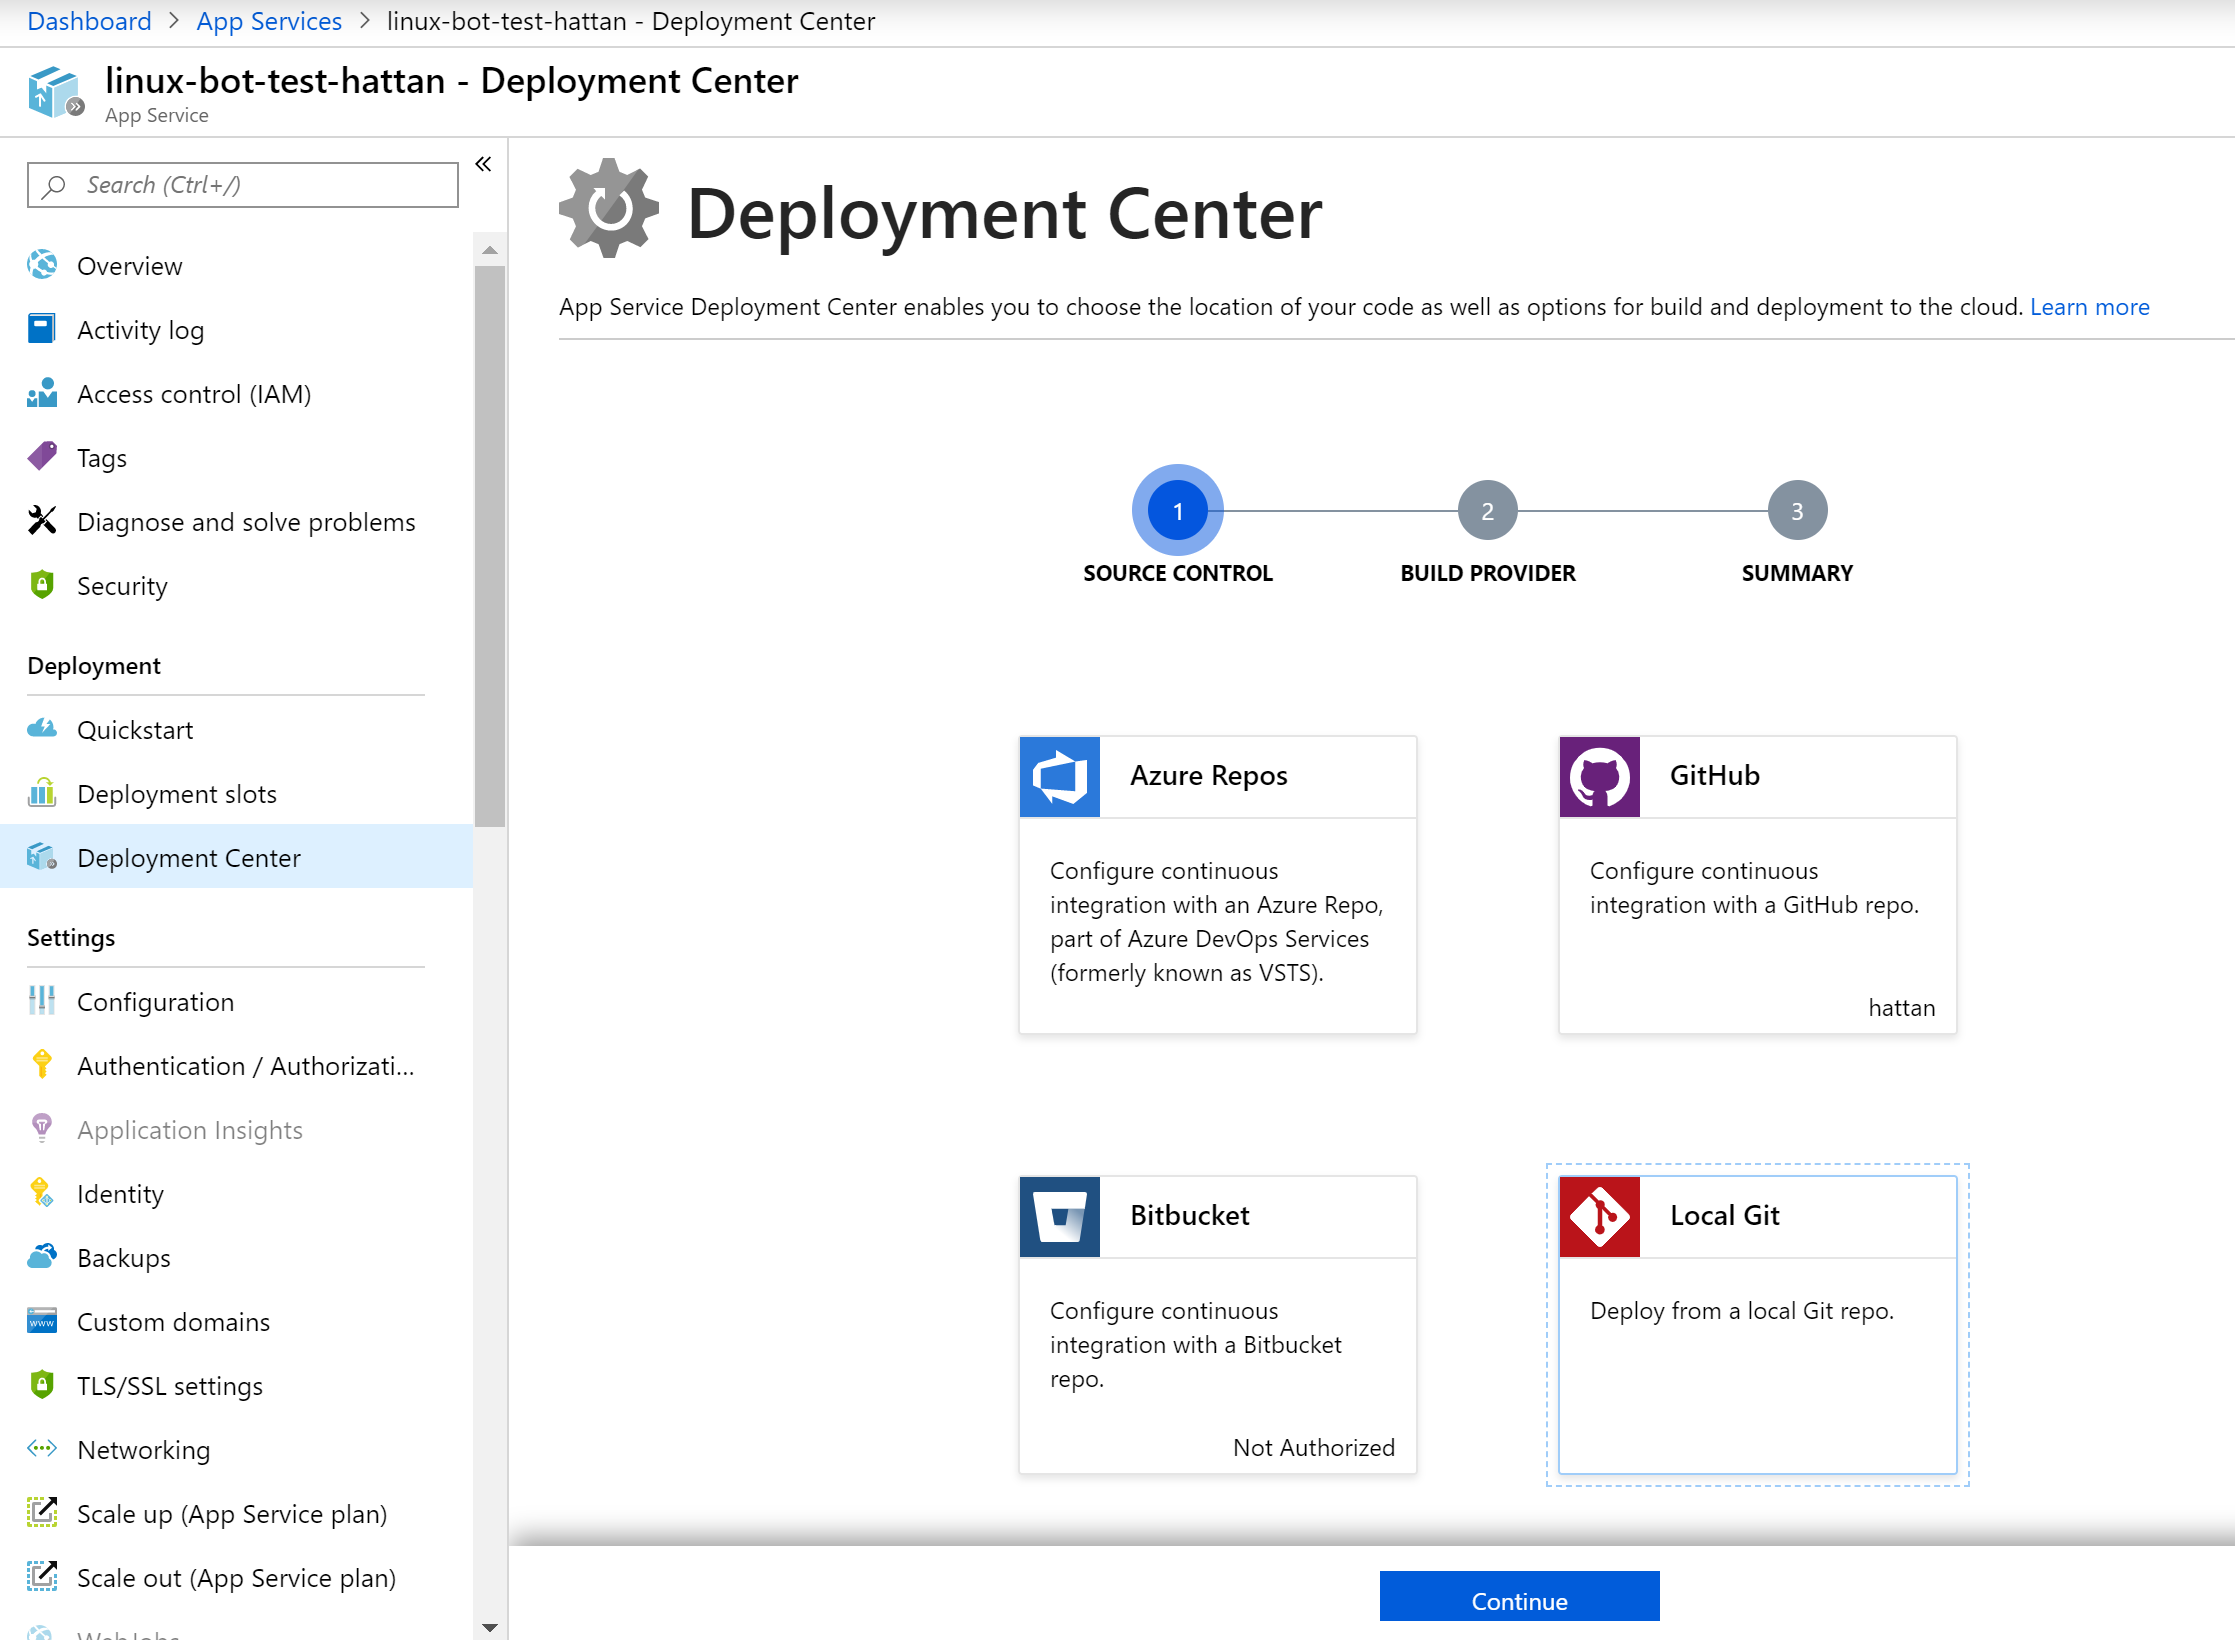 Dashboard > App Services > linux-bot-test-hattan - Deployment Center
linux-bot-test-hattan - Deployment Center
App Service
Search (Ctrl+/)
«
Overview
Activity log
Access control (IAM)
Tags
Diagnose and solve problems
Security
Deployment
Quickstart
Deployment slots
Deployment Center
Settings
Configuration
Authentication / Authorizati...
Application Insights
Identity
Backups
Custom domains
TLS/SSL settings
Networking
Scale up (App Service plan)
Scale out (App Service plan)
WebJobs
Deployment Center
App Service Deployment Center enables you to choose the location of your code as well as options for build and deployment to the cloud. Learn more
1
2
3
SOURCE CONTROL
BUILD PROVIDER
SUMMARY
Azure Repos
Configure continuous
integration with an Azure Repo,
part of Azure DevOps Services
(formerly known as VSTS).
GitHub
Configure continuous
integration with a GitHub repo.
hattan
Bitbucket
Configure continuous
integration with a Bitbucket
repo.
Not Authorized
Local Git
Deploy from a local Git repo.
Continue